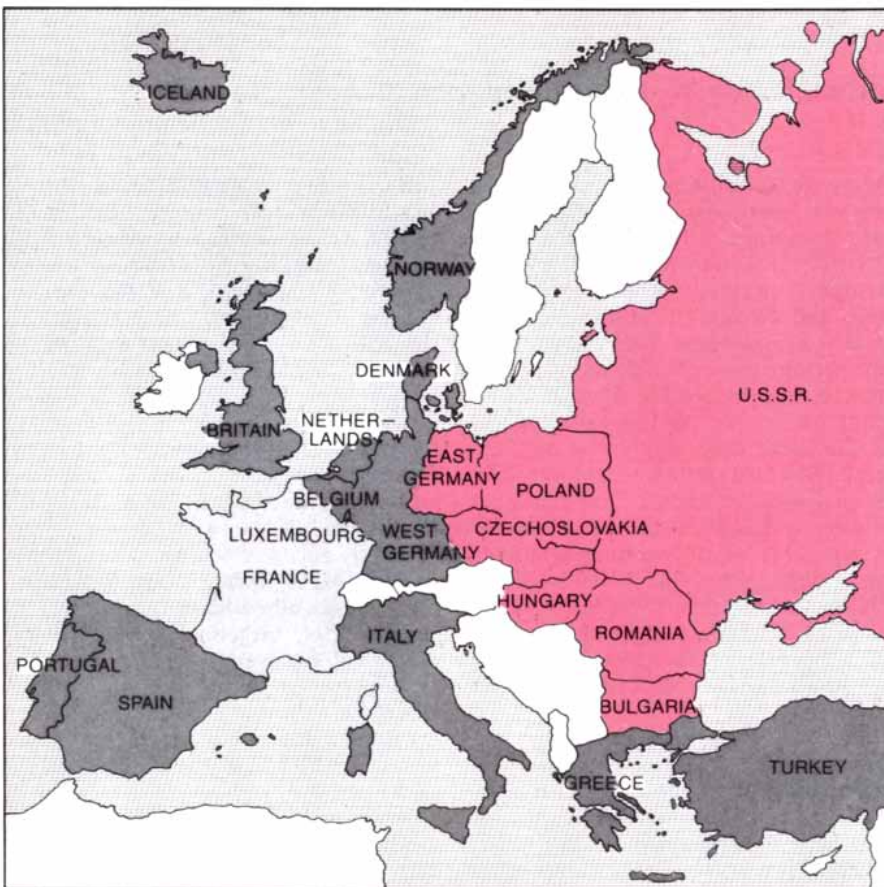 ICELAND
NORWAY
DENMARK
U.S.S.R.
NETHER–
LANDS
BRITAIN
EAST
GERMANY
POLAND
BELGIUM
CZECHOSLOVAKIA
LUXEMBOURG
WEST
GERMANY
FRANCE
HUNGARY
ITALY
ROMANIA
PORTUGAL
SPAIN
BULGARIA
GREECE
TURKEY